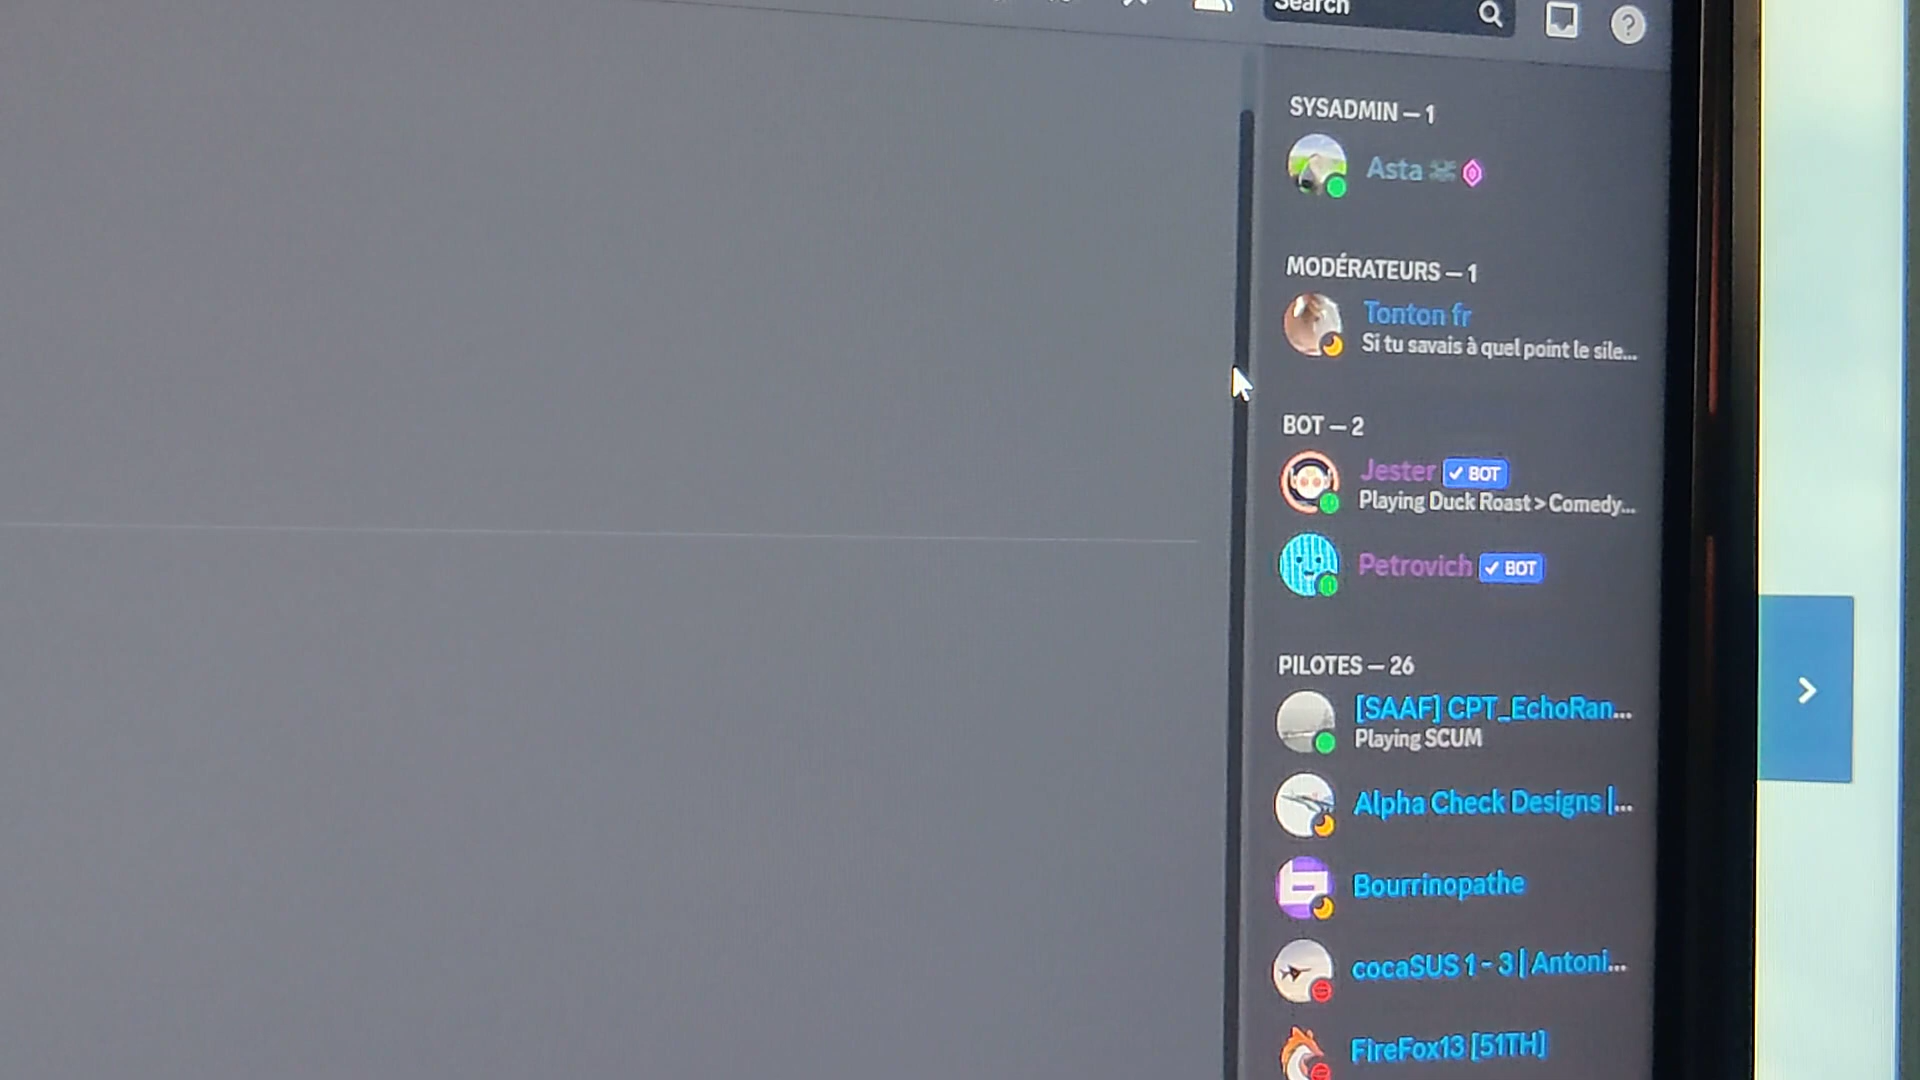 Search
SYSADMIN — 1
Asta
MODÉRATEURS — 1
Tonton fr
Si tu savais à quel point le sile...
BOT — 2
Jester ✓ BOT
Playing Duck Roast > Comedy...
Petrovich ✓ BOT
PILOTES — 26
[SAAF] CPT_EchoRan...
Playing SCUM
Alpha Check Designs |...
Bourrinopathe
cocaSUS 1 - 3 | Antoni...
FireFox13 [51TH]